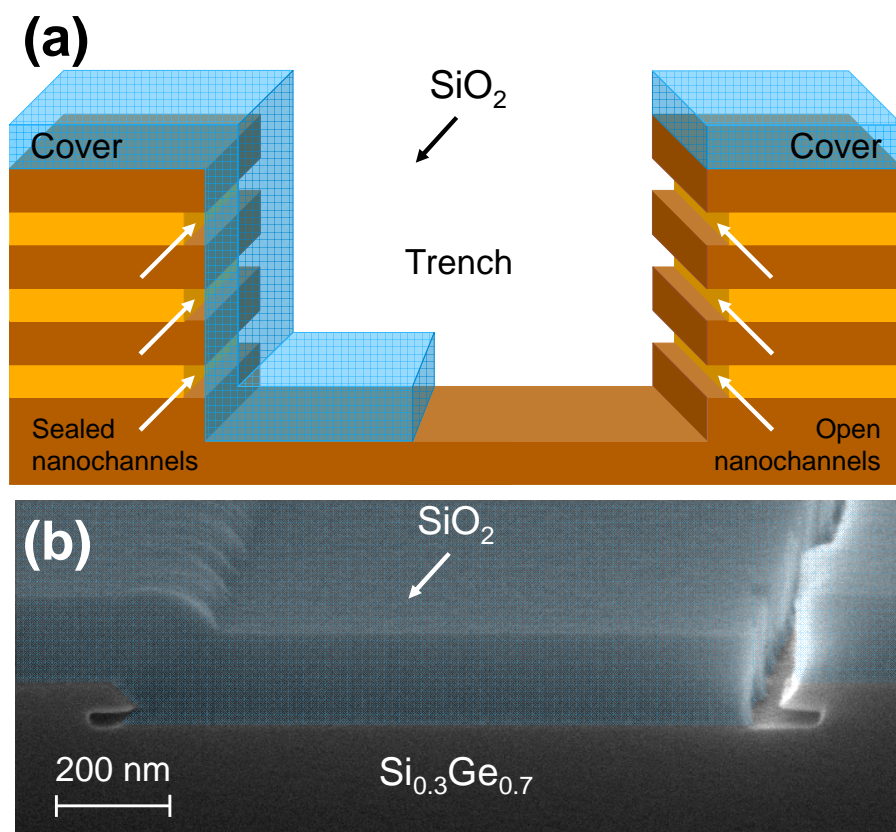 (a)
SiO₂
Cover
Cover
Trench
Sealed
nanochannels
Open
nanochannels
(b)
SiO₂
200 nm
Si₀.₃Ge₀.₇